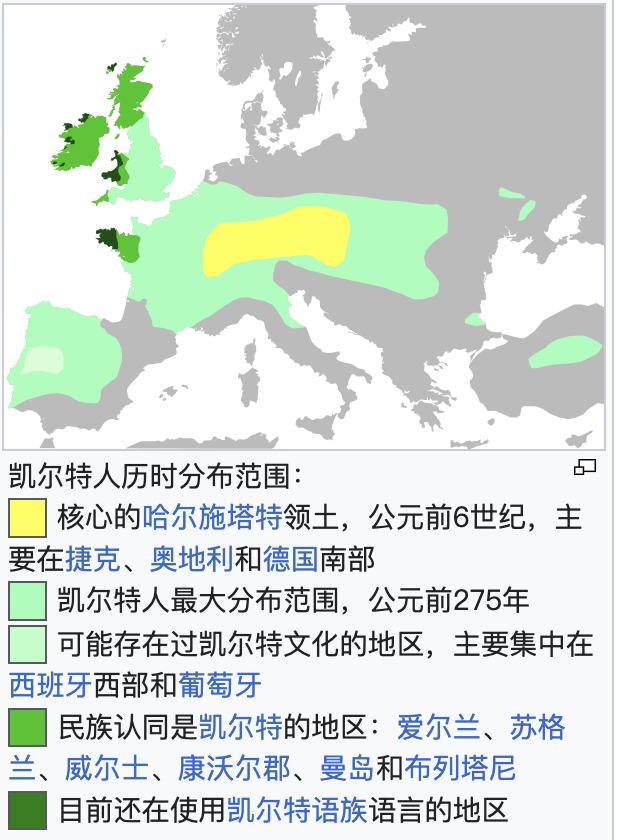 凯尔特人历时分布范围：
核心的哈尔施塔特领土，公元前6世纪，主
要在捷克、奥地利和德国南部
凯尔特人最大分布范围，公元前275年
可能存在过凯尔特文化的地区，主要集中在
西班牙西部和葡萄牙
民族认同是凯尔特的地区：爱尔兰、苏格
兰、威尔士、康沃尔郡、曼岛和布列塔尼
目前还在使用凯尔特语族语言的地区